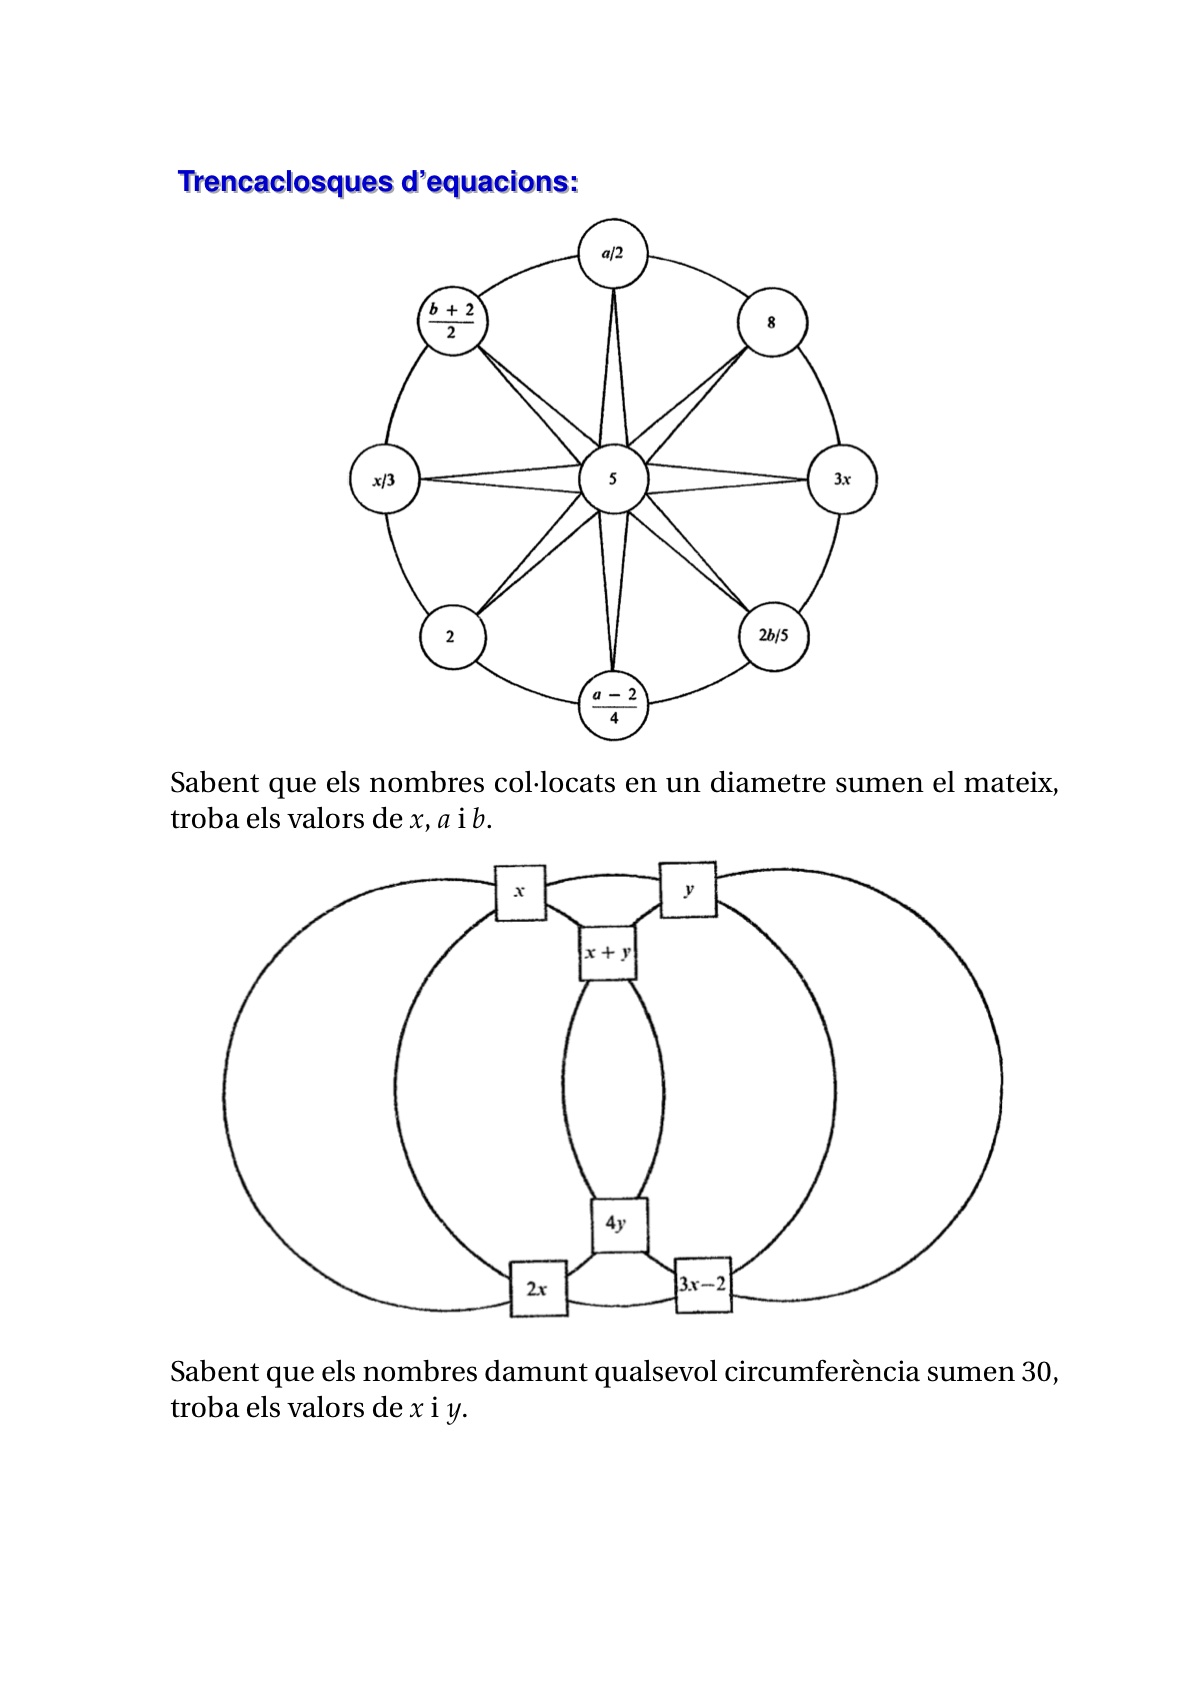 Trencaclosques d’equacions:
a/2
b + 2
2
8
x/3
5
3x
2
2b/5
a − 2
4
Sabent que els nombres col·locats en un diametre sumen el mateix,
troba els valors de x, a i b.
x
y
x + y
4y
2x
3x−2
Sabent que els nombres damunt qualsevol circumferència sumen 30,
troba els valors de x i y.